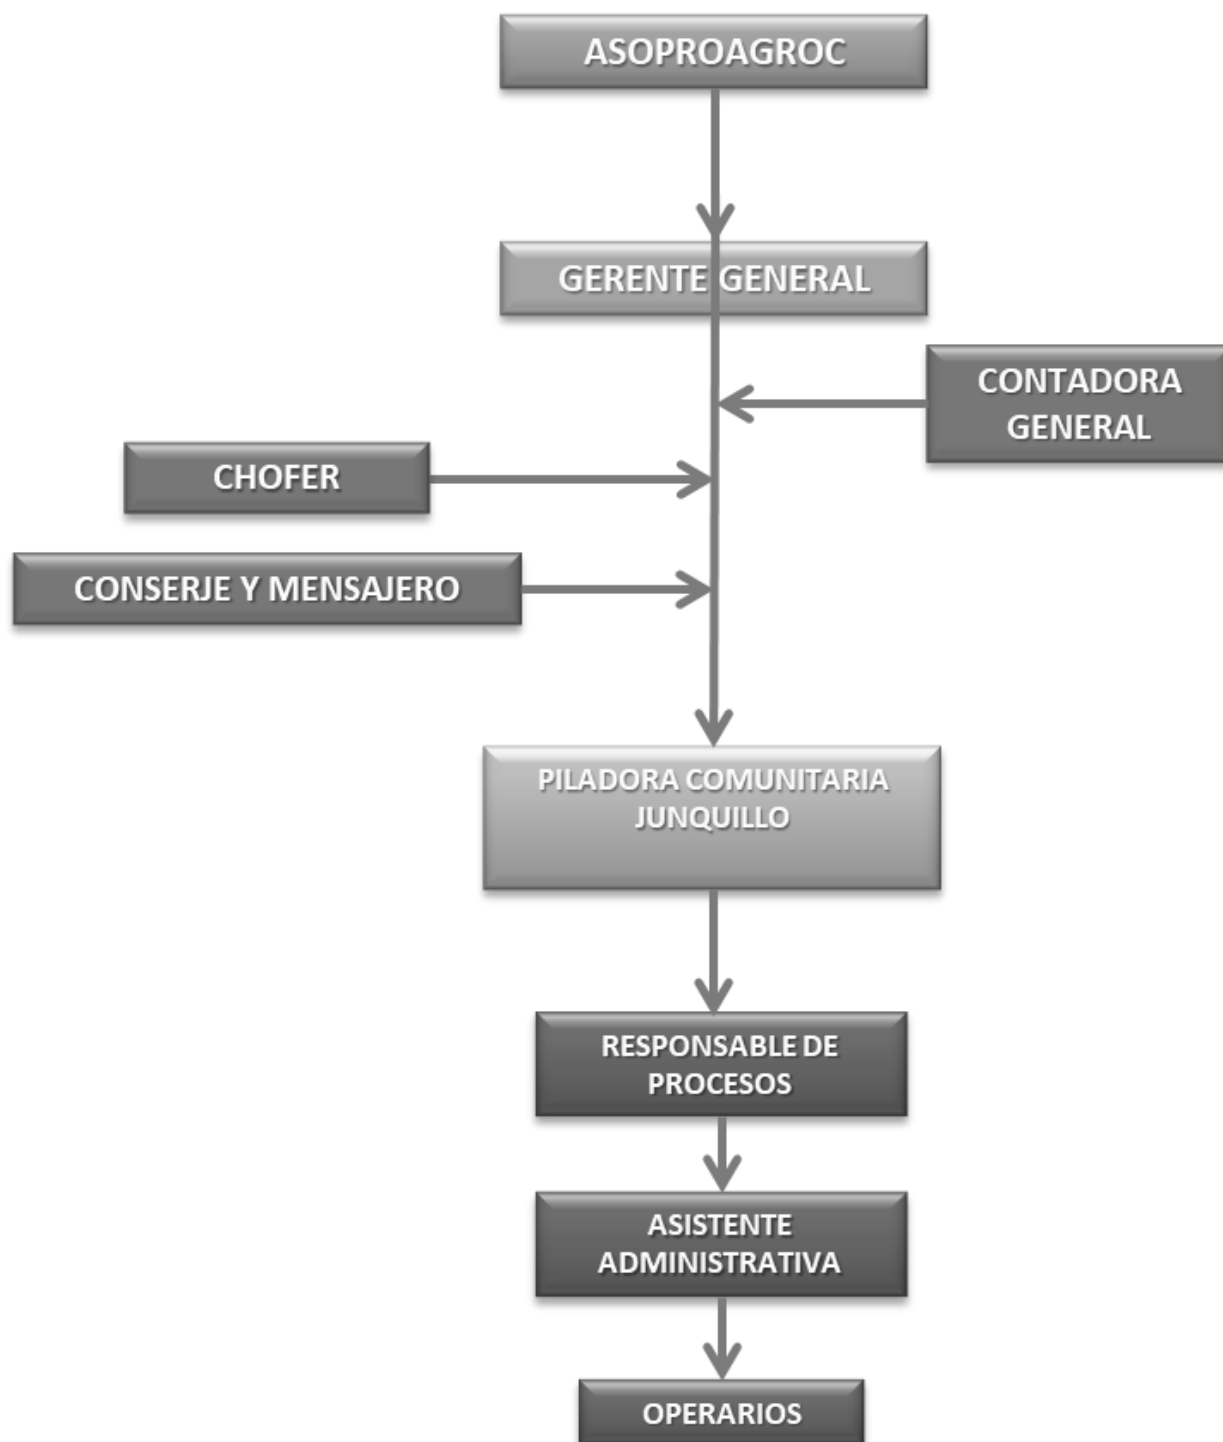 ASOPROAGROC
GERENTE GENERAL
CONTADORA
GENERAL
CHOFER
CONSERJE Y MENSAJERO
PILADORA COMUNITARIA
JUNQUILLO
RESPONSABLE DE
PROCESOS
ASISTENTE
ADMINISTRATIVA
OPERARIOS